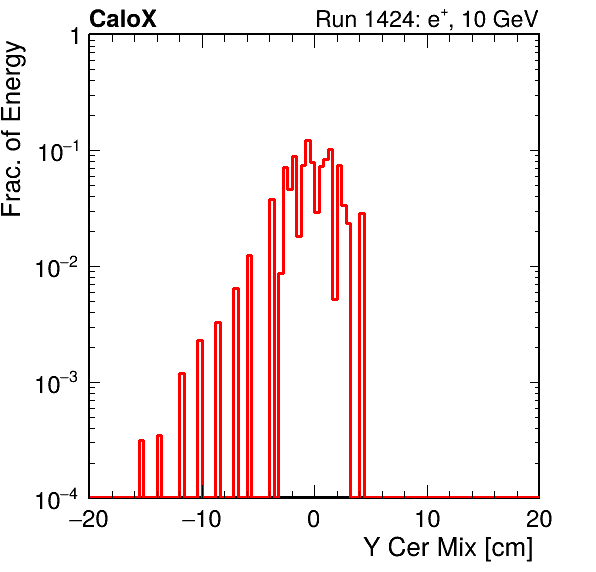 CaloX
Run 1424: e⁺, 10 GeV
Frac. of Energy
1
10⁻¹
10⁻²
10⁻³
10⁻⁴
−20
−10
0
10
20
Y Cer Mix [cm]